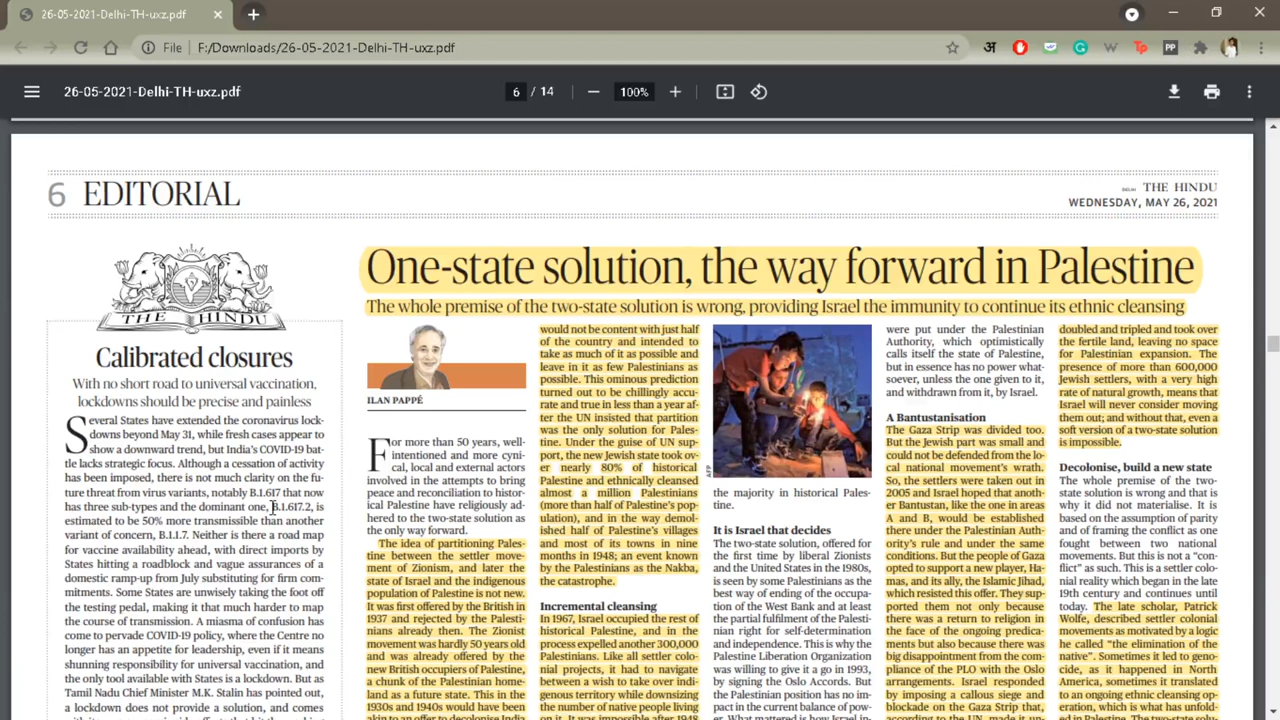 26-05-2021-Delhi-TH-uxz.pdf
File
F:/Downloads/26-05-2021-Delhi-TH-uxz.pdf
26-05-2021-Delhi-TH-uxz.pdf
6 / 14
100%
6 EDITORIAL
DELHI THE HINDU
WEDNESDAY, MAY 26, 2021
THE HINDU
Calibrated closures
With no short road to universal vaccination,
lockdowns should be precise and painless
Several States have extended the coronavirus lock-
downs beyond May 31, while fresh cases appear to
show a downward trend, but India's COVID-19 bat-
tle lacks strategic focus. Although a cessation of activity
has been imposed, there is not much clarity on the fu-
ture threat from virus variants, notably B.1.617 that now
has three sub-types and the dominant one, B.1.617.2, is
estimated to be 50% more transmissible than another
variant of concern, B.1.1.7. Neither is there a road map
for vaccine availability ahead, with direct imports by
States hitting a roadblock and vague assurances of a
domestic ramp-up from July substituting for firm com-
mitments. Some States are unwisely taking the foot off
the testing pedal, making it that much harder to map
the course of transmission. A miasma of confusion has
come to pervade COVID-19 policy, where the Centre no
longer has an appetite for leadership, even if it means
shunning responsibility for universal vaccination, and
the only tool available with States is a lockdown. But as
Tamil Nadu Chief Minister M.K. Stalin has pointed out,
a lockdown does not provide a solution, and comes
One-state solution, the way forward in Palestine
The whole premise of the two-state solution is wrong, providing Israel the immunity to continue its ethnic cleansing
ILAN PAPPÉ
For more than 50 years, well-
intentioned and more cyni-
cal, local and external actors
involved in the attempts to bring
peace and reconciliation to histor-
ical Palestine have religiously ad-
hered to the two-state solution as
the only way forward.
The idea of partitioning Pales-
tine between the settler move-
ment of Zionism, and later the
state of Israel and the indigenous
population of Palestine is not new.
It was first offered by the British in
1937 and rejected by the Palesti-
nians already then. The Zionist
movement was hardly 50 years old
and was already offered by the
new British occupiers of Palestine,
a chunk of the Palestinian home-
land as a future state. This in the
1930s and 1940s would have been
akin to an offer to decolonise India
would not be content with just half
of the country and intended to
take as much of it as possible and
leave in it as few Palestinians as
possible. This ominous prediction
turned out to be chillingly accu-
rate and true in less than a year af-
ter the UN insisted that partition
was the only solution for Pales-
tine. Under the guise of UN sup-
port, the new Jewish state took ov-
er nearly 80% of historical
Palestine and ethnically cleansed
almost a million Palestinians
(more than half of Palestine's pop-
ulation), and in the way demol-
ished half of Palestine's villages
and most of its towns in nine
months in 1948; an event known
by the Palestinians as the Nakba,
the catastrophe.
Incremental cleansing
In 1967, Israel occupied the rest of
historical Palestine, and in the
process expelled another 300,000
Palestinians. Like all settler colo-
nial projects, it had to navigate
between a wish to take over indi-
genous territory while downsizing
the number of native people living
on it. It was impossible after 1948
AFP
the majority in historical Pales-
tine.
It is Israel that decides
The two-state solution, offered for
the first time by liberal Zionists
and the United States in the 1980s,
is seen by some Palestinians as the
best way of ending of the occupa-
tion of the West Bank and at least
the partial fulfilment of the Palesti-
nian right for self-determination
and independence. This is why the
Palestine Liberation Organization
was willing to give it a go in 1993,
by signing the Oslo Accords. But
the Palestinian position has no im-
pact in the current balance of pow-
er. What mattered is how Israel in-
were put under the Palestinian
Authority, which optimistically
calls itself the state of Palestine,
but in essence has no power what-
soever, unless the one given to it,
and withdrawn from it, by Israel.
A Bantustanisation
The Gaza Strip was divided too.
But the Jewish part was small and
could not be defended from the lo-
cal national movement's wrath.
So, the settlers were taken out in
2005 and Israel hoped that anoth-
er Bantustan, like the one in areas
A and B, would be established
there under the Palestinian Auth-
ority's rule and under the same
conditions. But the people of Gaza
opted to support a new player, Ha-
mas, and its ally, the Islamic Jihad,
which resisted this offer. They sup-
ported them not only because
there was a return to religion in
the face of the ongoing predica-
ments but also because there was
big disappointment from the com-
pliance of the PLO with the Oslo
arrangements. Israel responded
by imposing a callous siege and
blockade on the Gaza Strip that,
according to the UN, made it un-
doubled and tripled and took over
the fertile land, leaving no space
for Palestinian expansion. The
presence of more than 600,000
Jewish settlers, with a very high
rate of natural growth, means that
Israel will never consider moving
them out; and without that, even a
soft version of a two-state solution
is impossible.
Decolonise, build a new state
The whole premise of the two-
state solution is wrong and that is
why it did not materialise. It is
based on the assumption of parity
and of framing the conflict as one
fought between two national
movements. But this is not a “con-
flict” as such. This is a settler colo-
nial reality which began in the late
19th century and continues until
today. The late scholar, Patrick
Wolfe, described settler colonial
movements as motivated by a logic
he called “the elimination of the
native”. Sometimes it led to geno-
cide, as it happened in North
America, sometimes it translated
to an ongoing ethnic cleansing op-
eration, which is what has unfold-
ed in Palestine. The two-state solu-